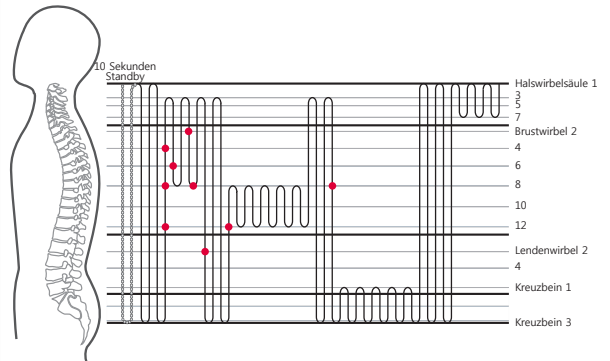 10 Sekunden
Standby
Halswirbelsäule 1
3
5
7
Brustwirbel 2
4
6
8
10
12
Lendenwirbel 2
4
Kreuzbein 1
Kreuzbein 3